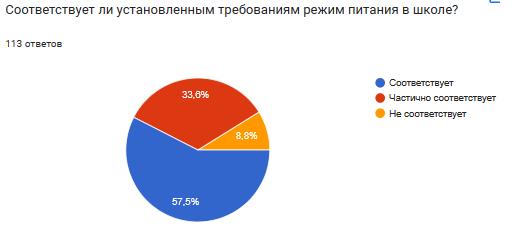 Соответствует ли установленным требованиям режим питания в школе?
113 ответов
33,6%
8,8%
57,5%
Соответствует
Частично соответствует
Не соответствует